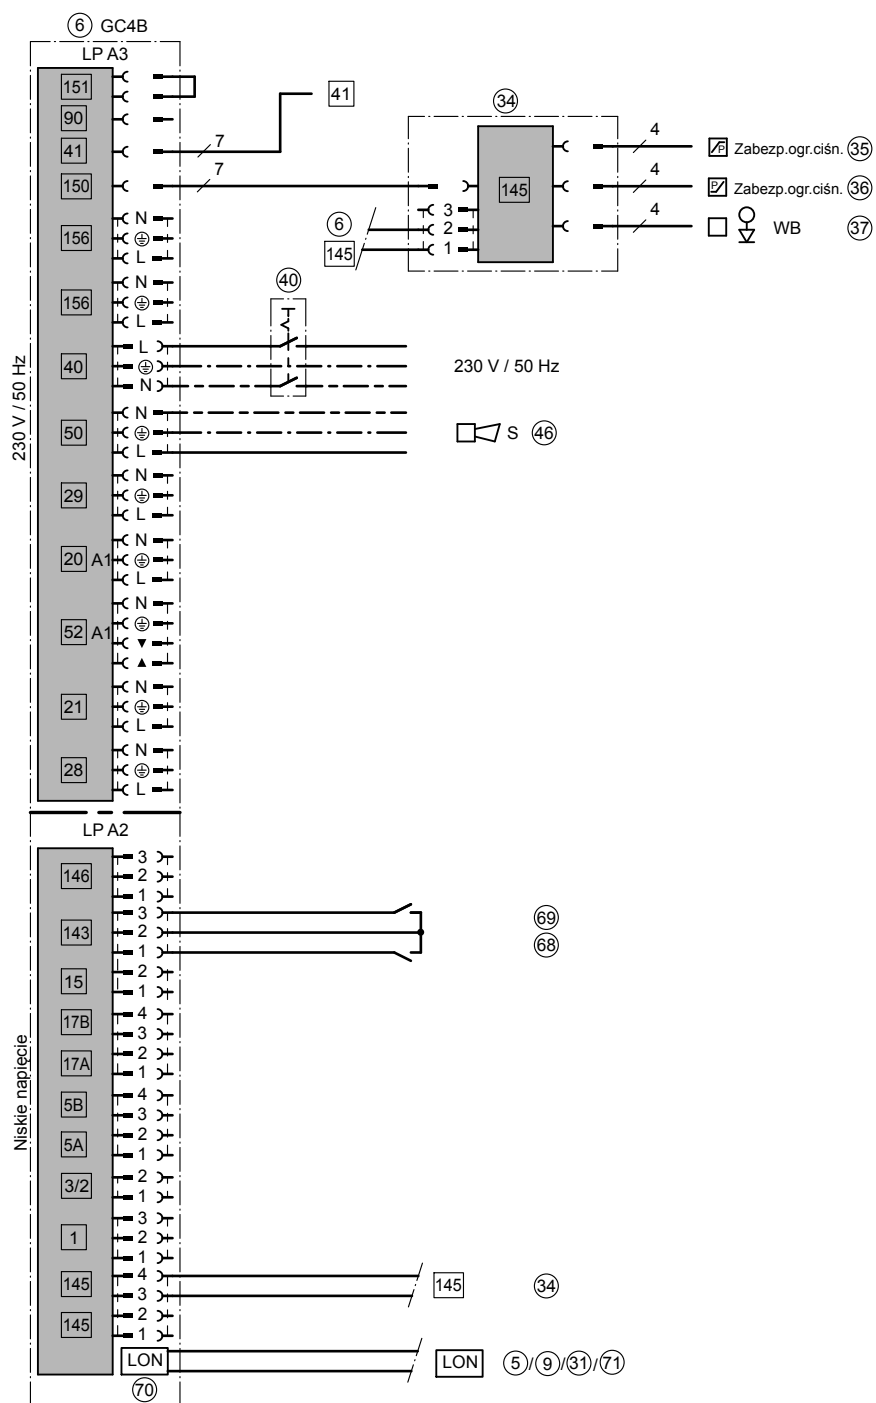 6 GC4B
LP A3
151
90
41
150
7
7
41
34
145
4
4
4
Zabezp.ogr.ciśn. 35
Zabezp.ogr.ciśn. 36
WB 37
P
P
6
145
3
2
1
156
N
L
156
N
L
40
L
N
40
230 V / 50 Hz
230 V / 50 Hz
50
N
L
S 46
29
N
L
20 A1
N
L
52 A1
N
21
N
L
28
N
L
LP A2
Niskie napięcie
146
3
2
1
143
3
2
1
69
68
15
2
1
17B
4
3
17A
2
1
5B
4
3
5A
2
1
3/2
2
1
1
3
2
1
145
4
3
145
34
145
2
1
LON
70
LON
5/9/31/71